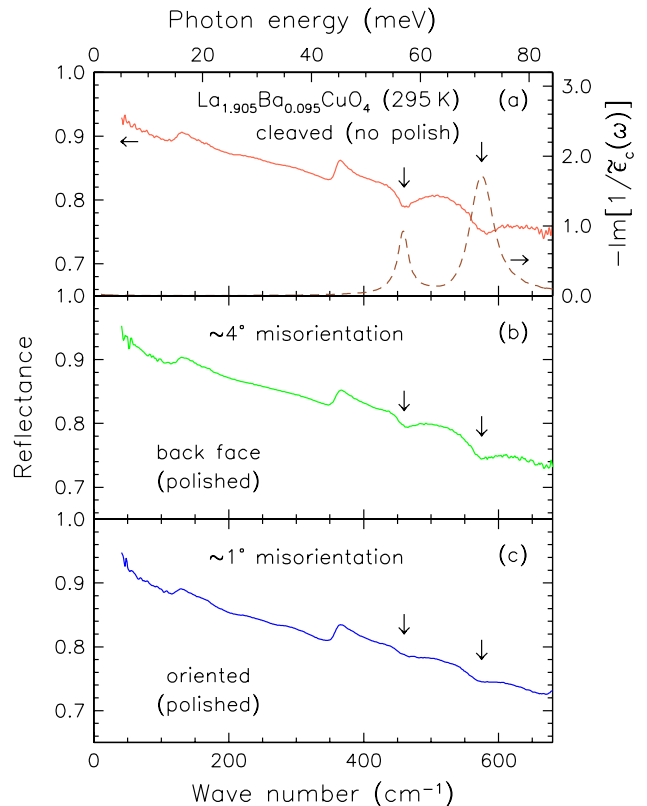 Photon energy (meV)
0 20 40 60 80
1.0 3.0
La1.905Ba0.095CuO4 (295 K) (a)
cleaved (no polish)
0.9
2.0
0.8
1.0
0.7
1.0 0.0
−Im[1/ε̃c(ω)]
~4° misorientation (b)
0.9
0.8
back face
(polished)
0.7
1.0
Reflectance
~1° misorientation (c)
0.9
0.8
oriented
(polished)
0.7
0 200 400 600
Wave number (cm⁻¹)